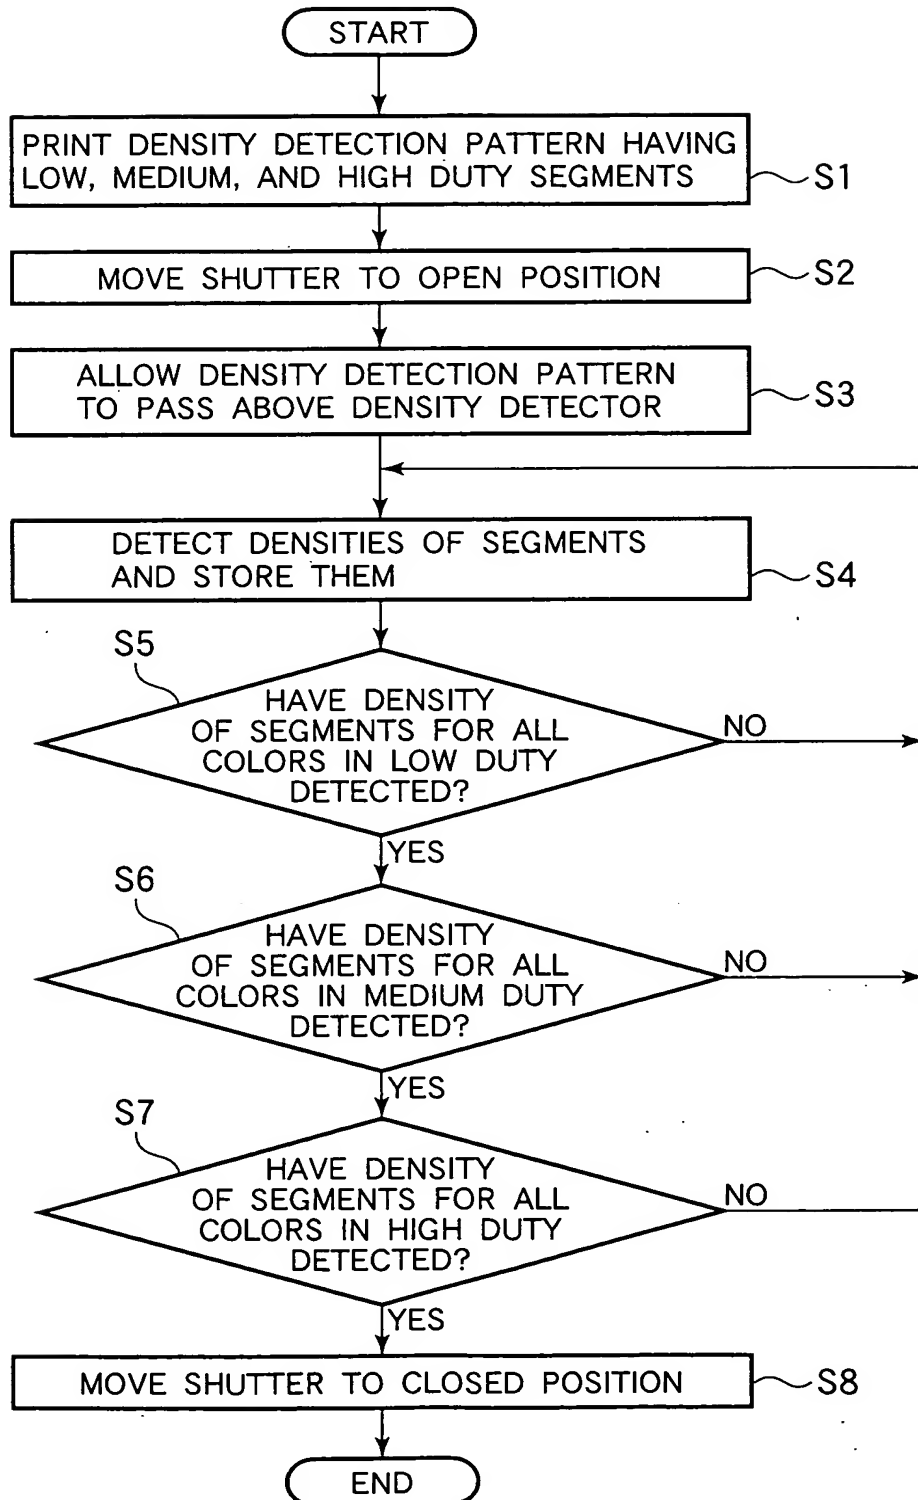 START
PRINT DENSITY DETECTION PATTERN HAVING
LOW, MEDIUM, AND HIGH DUTY SEGMENTS
S1
MOVE SHUTTER TO OPEN POSITION
S2
ALLOW DENSITY DETECTION PATTERN
TO PASS ABOVE DENSITY DETECTOR
S3
DETECT DENSITIES OF SEGMENTS
AND STORE THEM
S4
S5
HAVE DENSITY
OF SEGMENTS FOR ALL
COLORS IN LOW DUTY
DETECTED?
NO
YES
S6
HAVE DENSITY
OF SEGMENTS FOR ALL
COLORS IN MEDIUM DUTY
DETECTED?
NO
YES
S7
HAVE DENSITY
OF SEGMENTS FOR ALL
COLORS IN HIGH DUTY
DETECTED?
NO
YES
MOVE SHUTTER TO CLOSED POSITION
S8
END